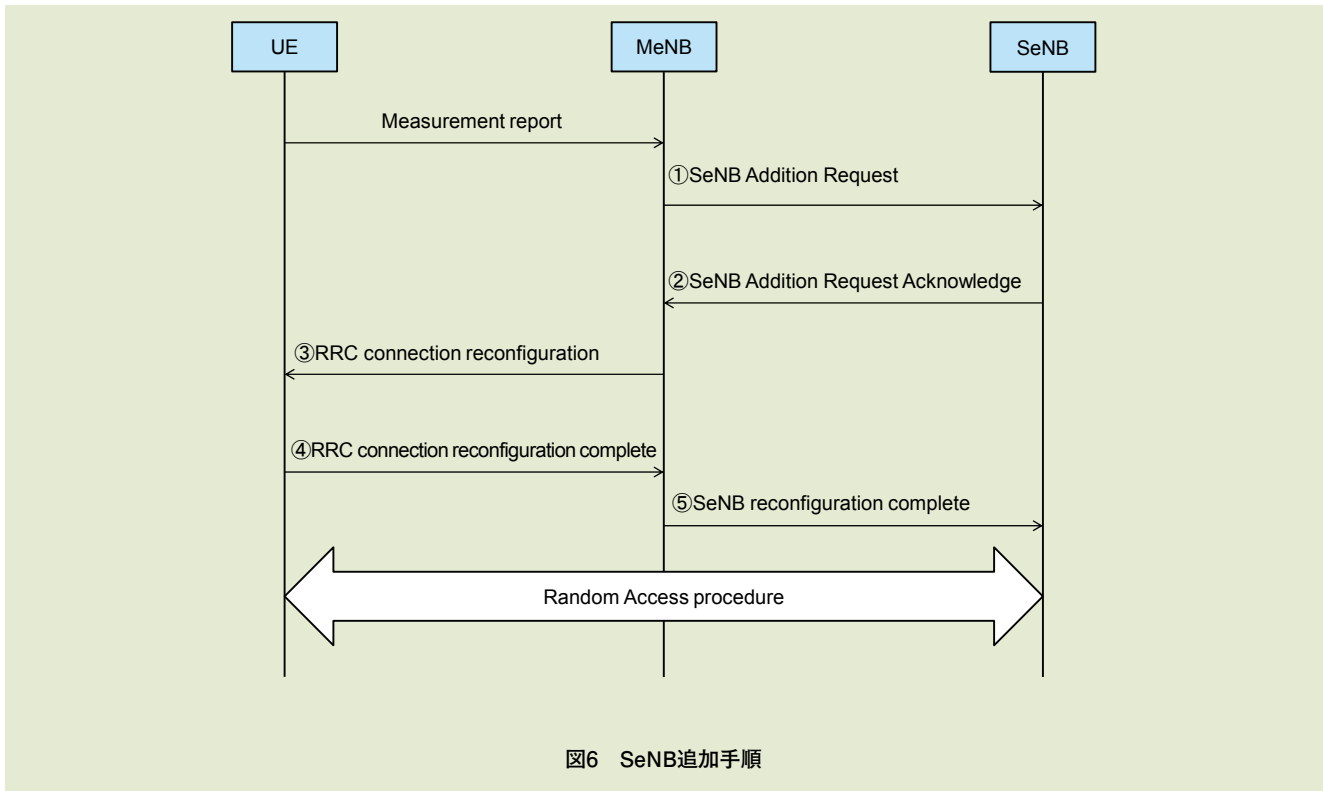 UE
MeNB
SeNB
Measurement report
①SeNB Addition Request
②SeNB Addition Request Acknowledge
③RRC connection reconfiguration
④RRC connection reconfiguration complete
⑤SeNB reconfiguration complete
Random Access procedure
図6 SeNB追加手順